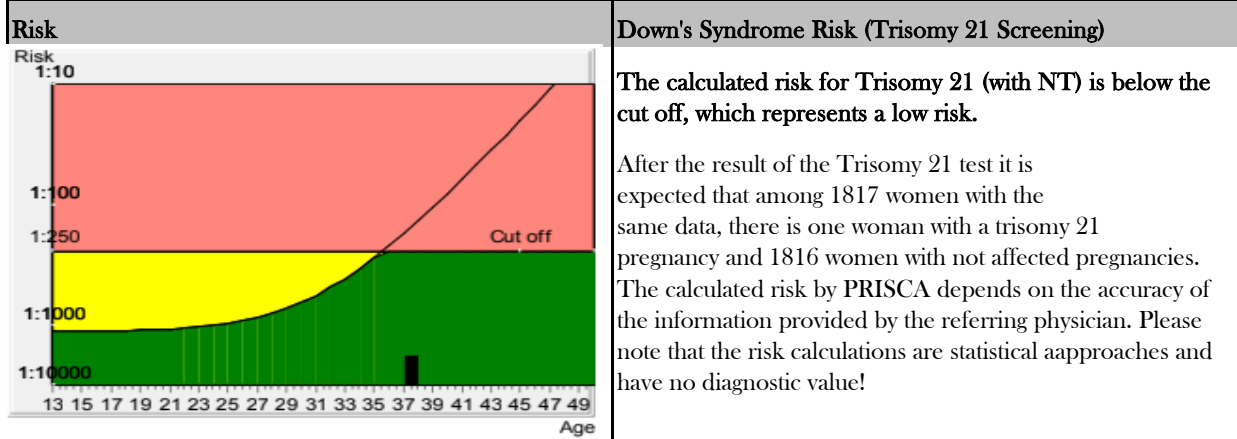 Risk
Down's Syndrome Risk (Trisomy 21 Screening)
Risk
1:10
1:100
1:250
Cut off
1:1000
1:10000
13 15 17 19 21 23 25 27 29 31 33 35 37 39 41 43 45 47 49
Age
The calculated risk for Trisomy 21 (with NT) is below the
cut off, which represents a low risk.
After the result of the Trisomy 21 test it is
expected that among 1817 women with the
same data, there is one woman with a trisomy 21
pregnancy and 1816 women with not affected pregnancies.
The calculated risk by PRISCA depends on the accuracy of
the information provided by the referring physician. Please
note that the risk calculations are statistical aapproaches and
have no diagnostic value!